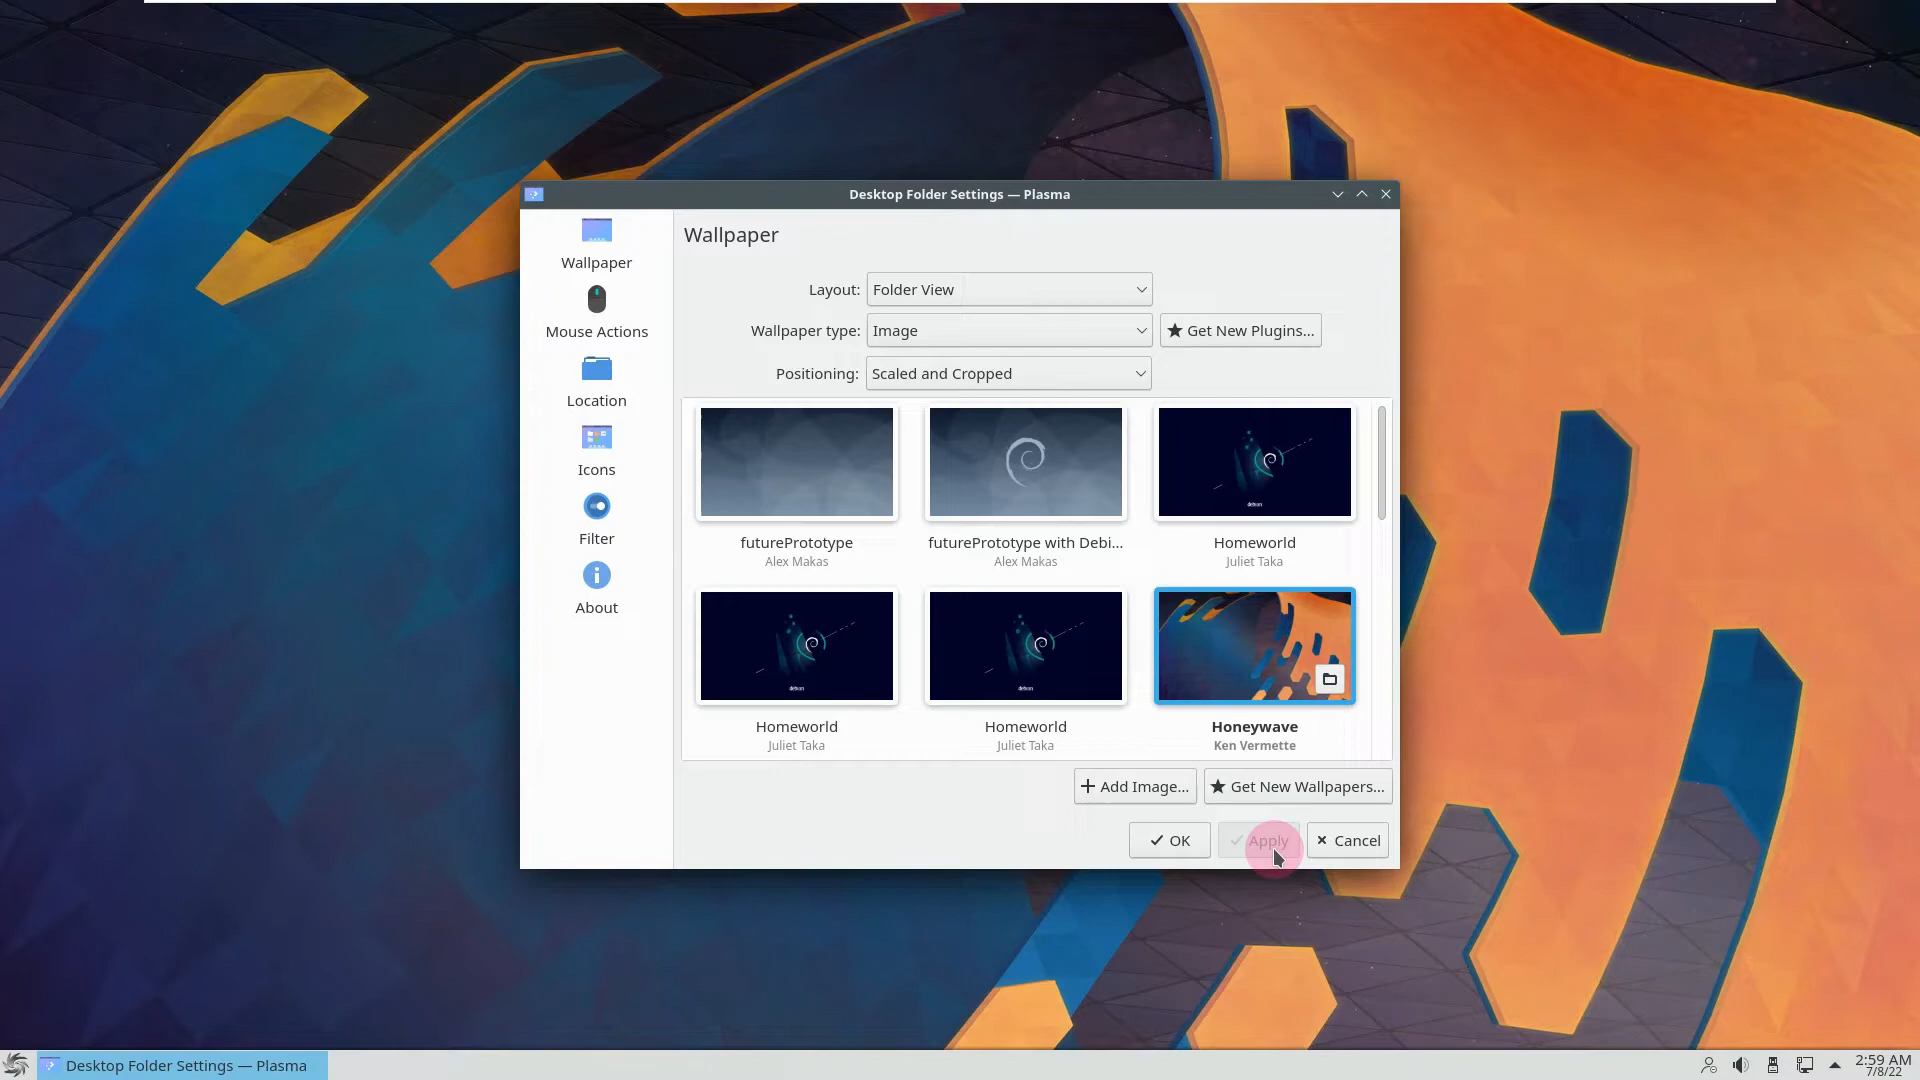 Desktop Folder Settings — Plasma
Wallpaper
Mouse Actions
Location
Icons
Filter
About
Wallpaper
Layout: Folder View
Wallpaper type: Image Get New Plugins...
Positioning: Scaled and Cropped
futurePrototype
Alex Makas
futurePrototype with Debi...
Alex Makas
debian
Homeworld
Juliet Taka
debian
Homeworld
Juliet Taka
debian
Homeworld
Juliet Taka
Honeywave
Ken Vermette
Add Image... Get New Wallpapers...
OK Apply Cancel
Desktop Folder Settings — Plasma
2:59 AM
7/8/22